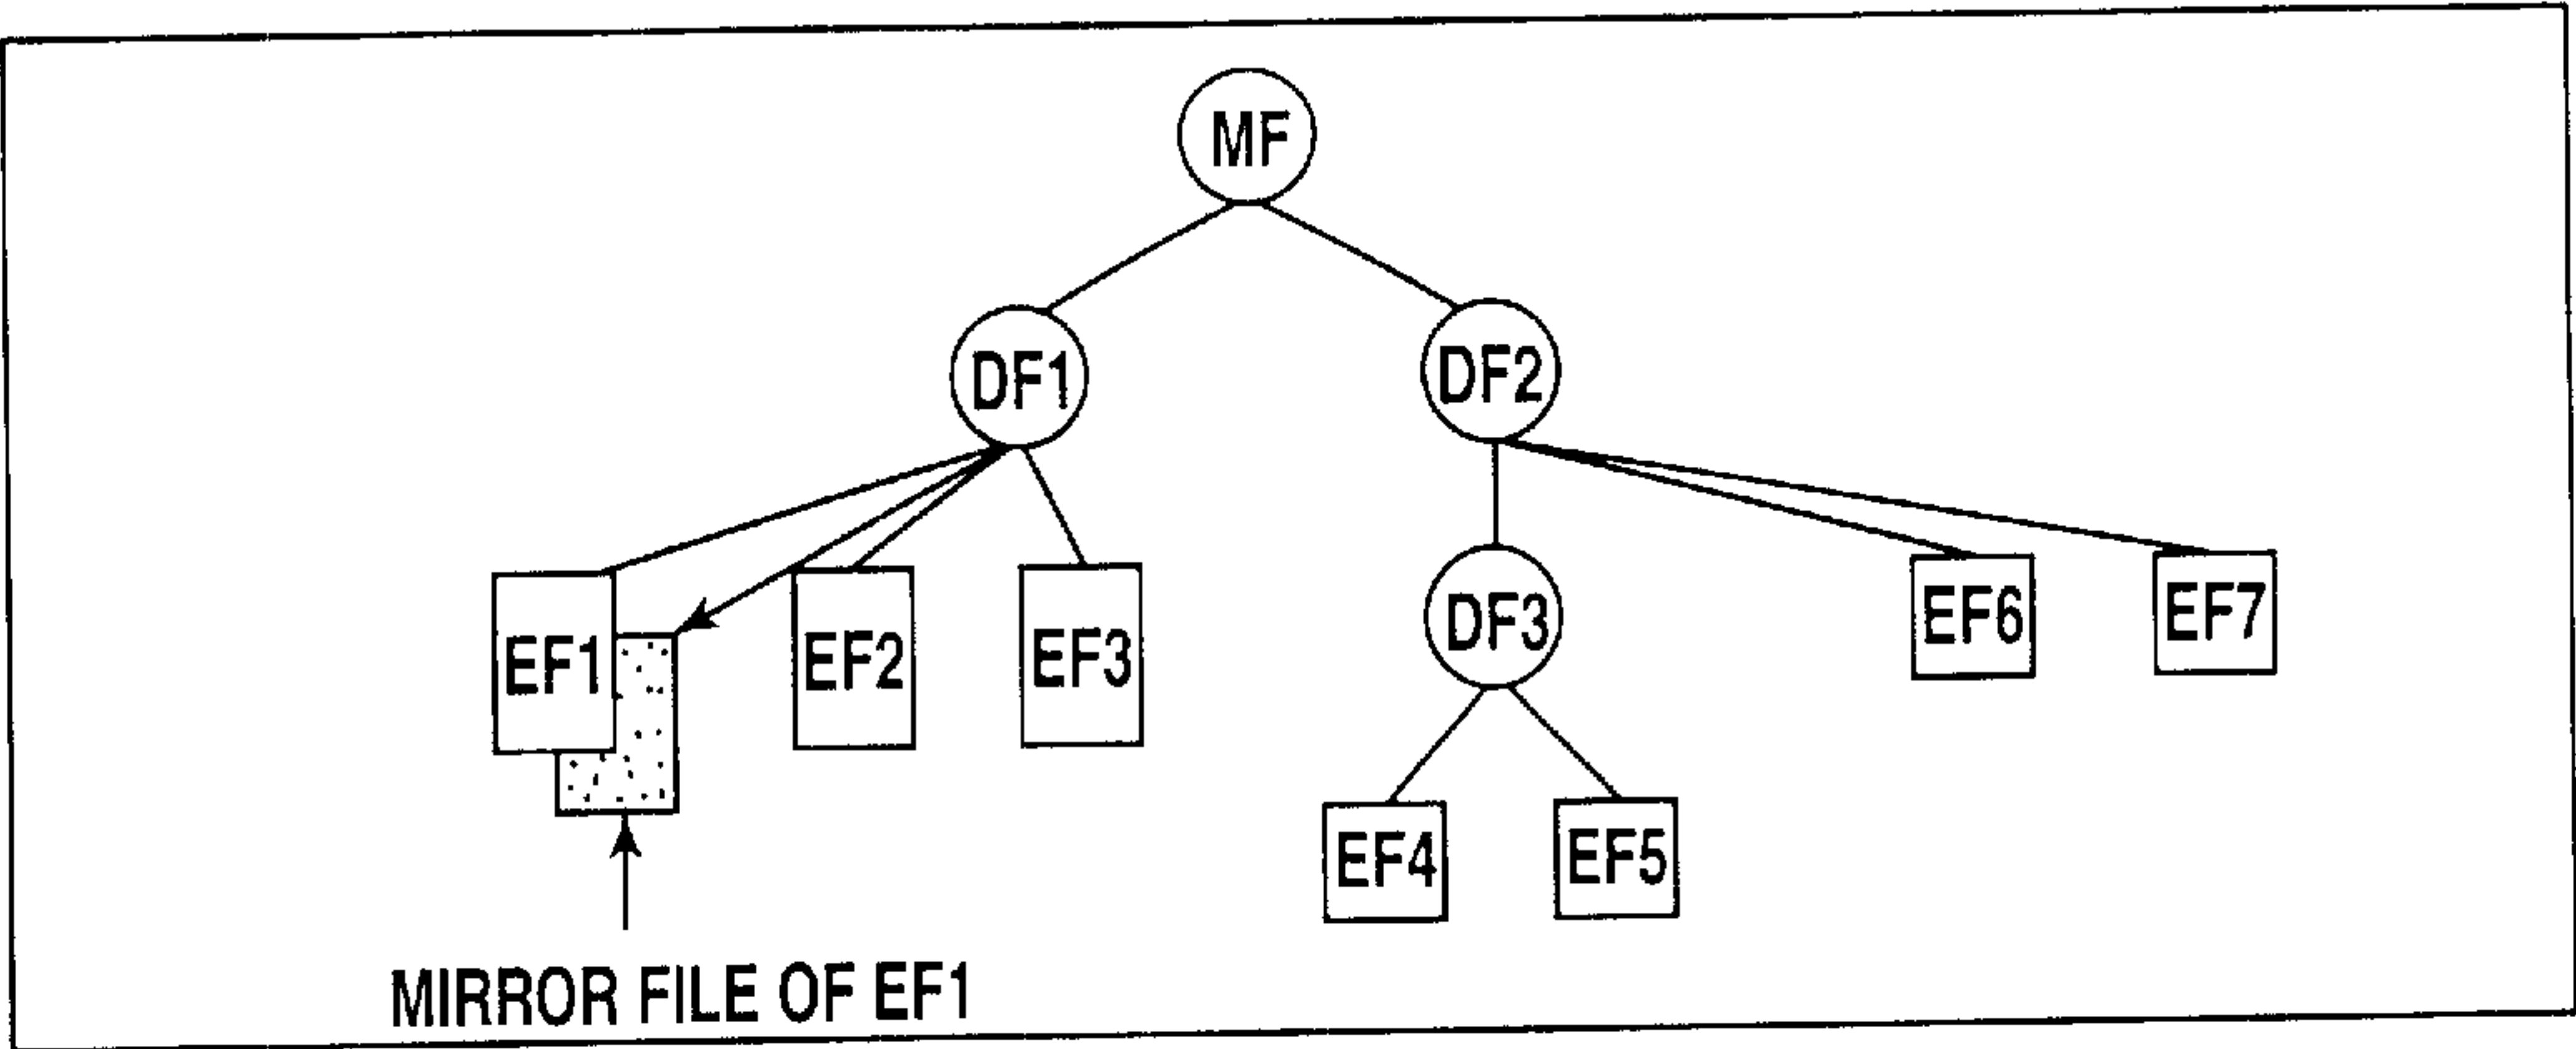 MF
DF1
DF2
EF1
EF2
EF3
DF3
EF6
EF7
EF4
EF5
MIRROR FILE OF EF1